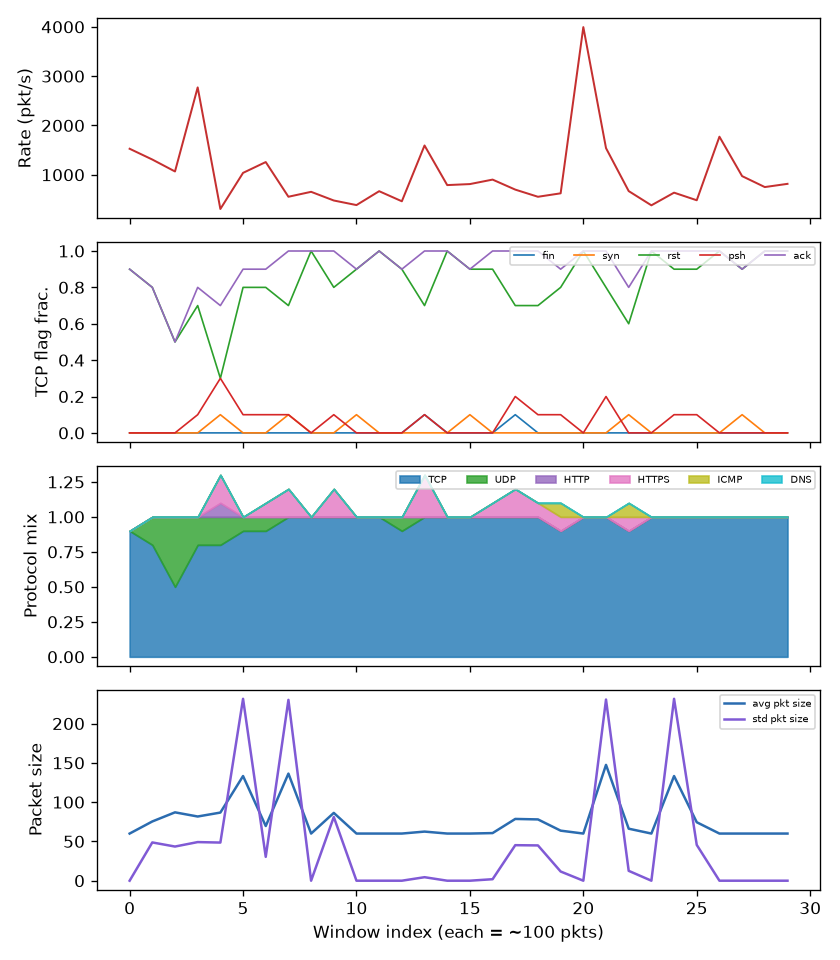 4000
3000
2000
1000
Rate (pkt/s)
fin syn rst psh ack
1.0
0.8
0.6
0.4
0.2
0.0
TCP flag frac.
TCP UDP HTTP HTTPS ICMP DNS
1.25
1.00
0.75
0.50
0.25
0.00
Protocol mix
avg pkt size
std pkt size
200
150
100
50
0
Packet size
0 5 10 15 20 25 30
Window index (each = ~100 pkts)